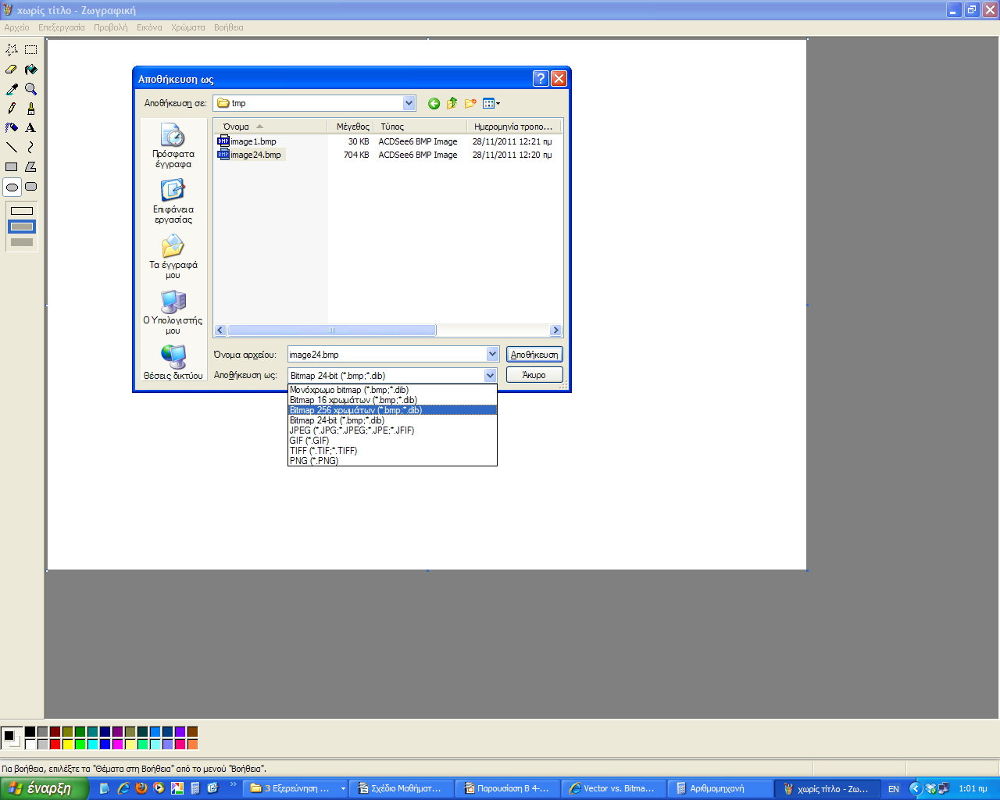 χωρίς τίτλο - Ζωγραφική
Αρχείο Επεξεργασία Προβολή Εικόνα Χρώματα Βοήθεια
Αποθήκευση ως
Αποθήκευση σε: tmp
Όνομα Μέγεθος Τύπος Ημερομηνία τροπο...
image1.bmp 30 KB ACDSee6 BMP Image 28/11/2011 12:21 πμ
image24.bmp 704 KB ACDSee6 BMP Image 28/11/2011 12:20 πμ
Πρόσφατα
έγγραφα
Επιφάνεια
εργασίας
Τα έγγραφά
μου
Ο Υπολογιστής
μου
Θέσεις δικτύου
Όνομα αρχείου: image24.bmp Αποθήκευση
Αποθήκευση ως: Bitmap 24-bit (*.bmp;*.dib) Άκυρο
Μονόχρωμο bitmap (*.bmp;*.dib)
Bitmap 16 χρωμάτων (*.bmp;*.dib)
Bitmap 256 χρωμάτων (*.bmp;*.dib)
Bitmap 24-bit (*.bmp;*.dib)
JPEG (*.JPG;*.JPEG;*.JPE;*.JFIF)
GIF (*.GIF)
TIFF (*.TIF;*.TIFF)
PNG (*.PNG)
Για βοήθεια, επιλέξτε τα "Θέματα στη Βοήθεια" από το μενού "Βοήθεια".
έναρξη 3 Εξερεύνηση ... Σχέδιο Μαθήματ... Παρουσίαση Β 4-... Vector vs. Bitma... Αριθμομηχανή χωρίς τίτλο - Ζω... EN 1:01 πμ